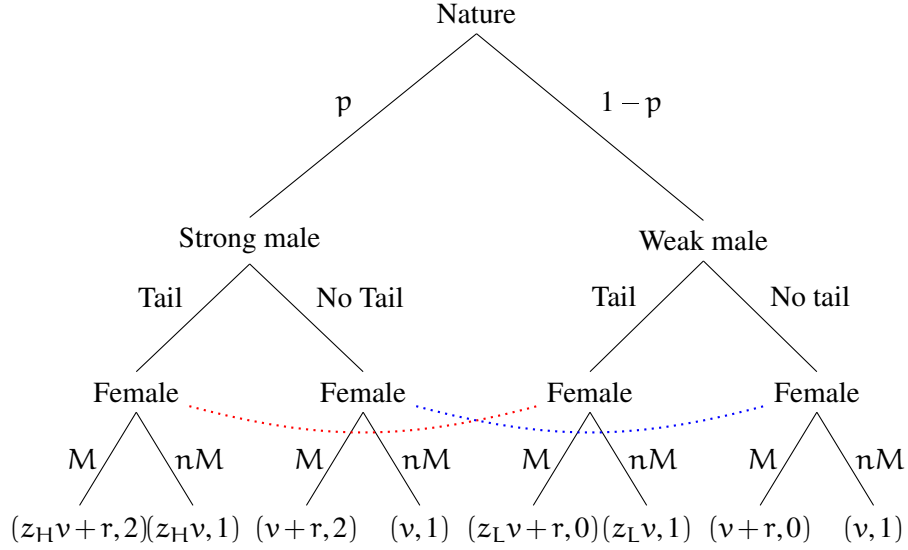 Nature
p 1 − p
Strong male Weak male
Tail No Tail Tail No tail
Female Female Female Female
M nM M nM M nM M nM
(z_H v + r, 2) (z_H v, 1) (v + r, 2) (v, 1) (z_L v + r, 0) (z_L v, 1) (v + r, 0) (v, 1)